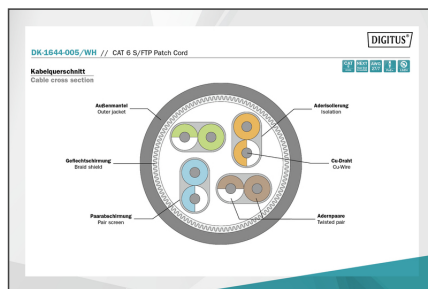 DIGITUS®
DK-1644-005/WH // CAT 6 S/FTP Patch Cord
Kabelquerschnitt
Cable cross section
Außenmantel
Outer jacket
Aderisolierung
Isolation
Geflechtschirmung
Braid shield
Cu-Draht
Cu-Wire
Paarabschirmung
Pair screen
Adernpaare
Twisted pair